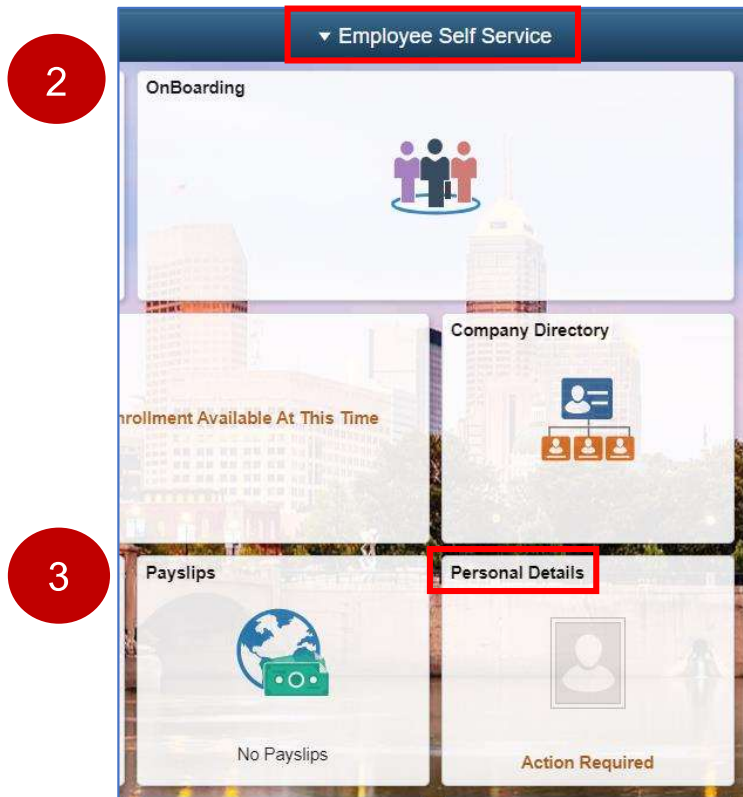 Employee Self Service
2
OnBoarding
Company Directory
nrollment Available At This Time
3
Payslips
Personal Details
No Payslips
Action Required